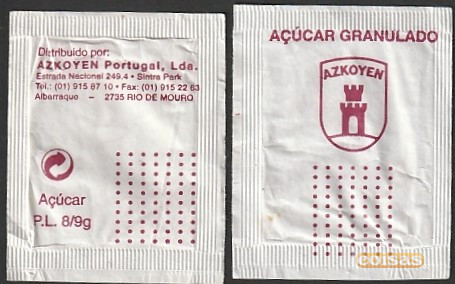 Distribuido por:
AZKOYEN Portugal, Lda.
Estrada Nacional 249.4 • Sintra Park
Tel.: (01) 915 87 10 • Fax: (01) 915 22 63
Albarraque – 2735 RIO DE MOURO
Açúcar
P.L. 8/9g
AÇÚCAR GRANULADO
AZKOYEN
coisas